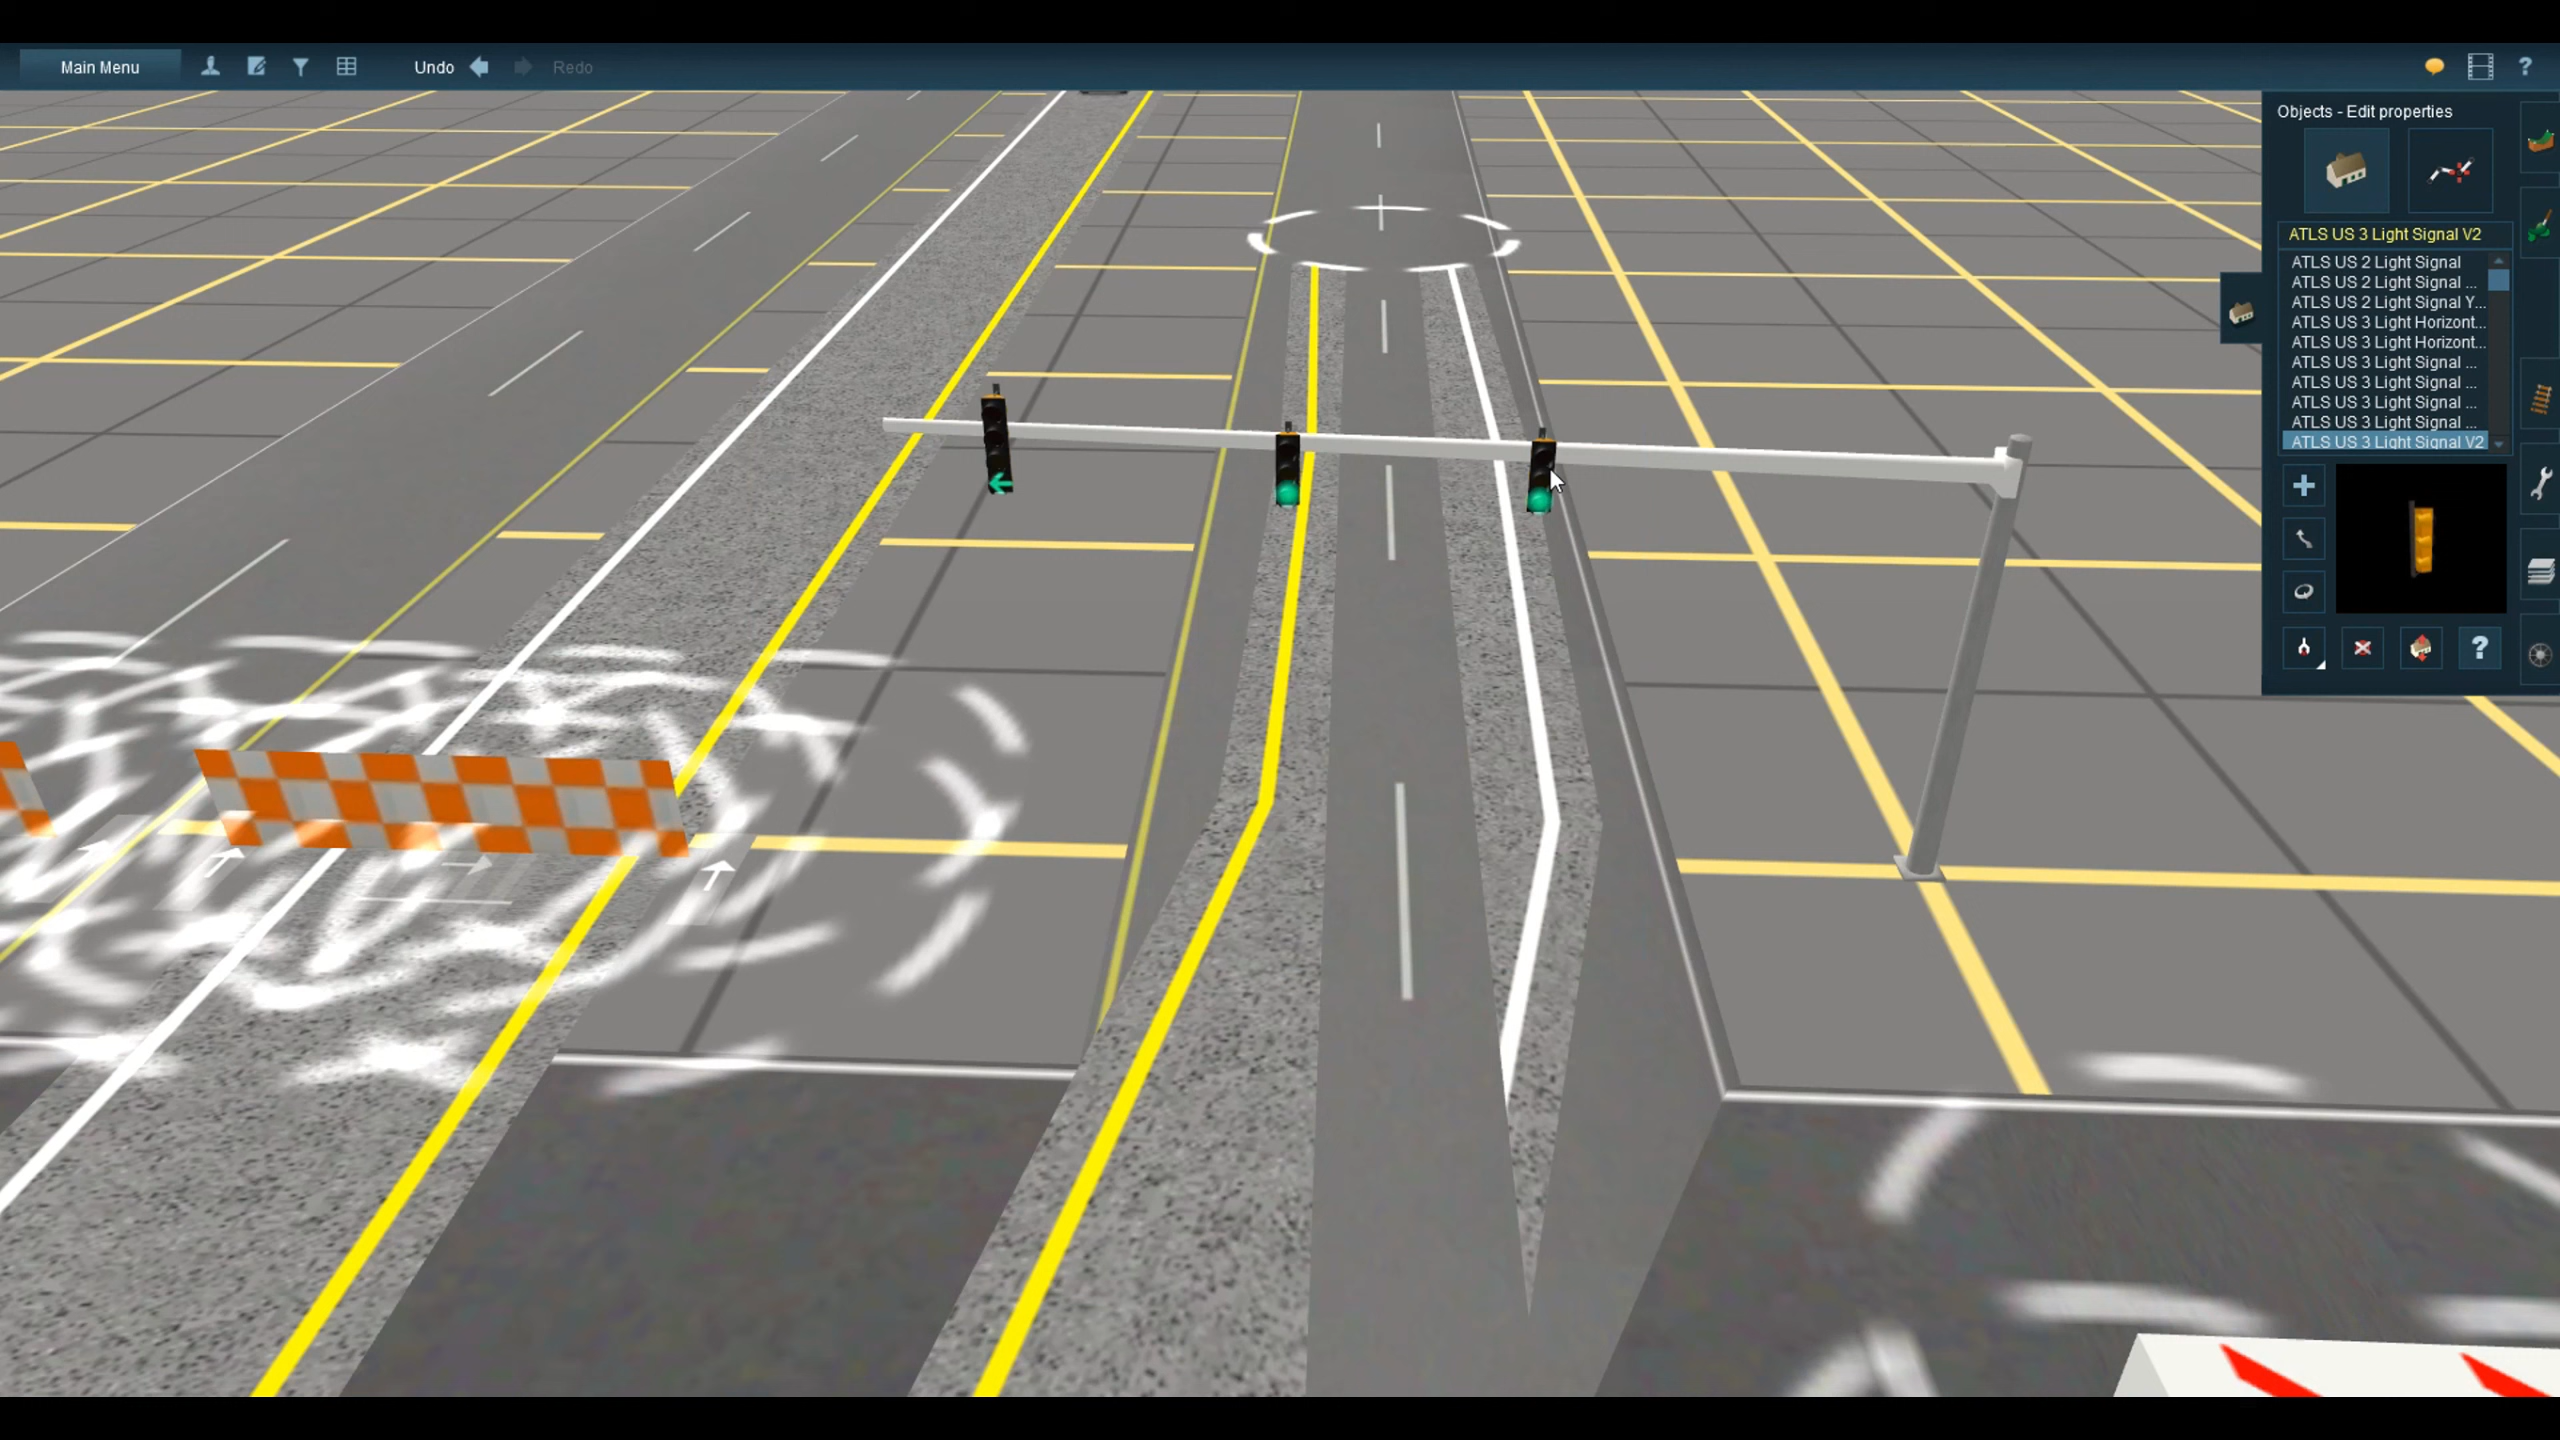 Main Menu
Undo
Redo
?
Objects - Edit properties
ATLS US 3 Light Signal V2
ATLS US 2 Light Signal
ATLS US 2 Light Signal ...
ATLS US 2 Light Signal Y...
ATLS US 3 Light Horizont...
ATLS US 3 Light Horizont...
ATLS US 3 Light Signal ...
ATLS US 3 Light Signal ...
ATLS US 3 Light Signal ...
ATLS US 3 Light Signal ...
ATLS US 3 Light Signal V2
?